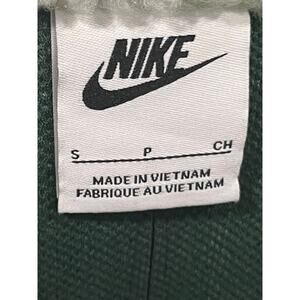 NIKE
S P CH
MADE IN VIETNAM
FABRIQUE AU VIETNAM